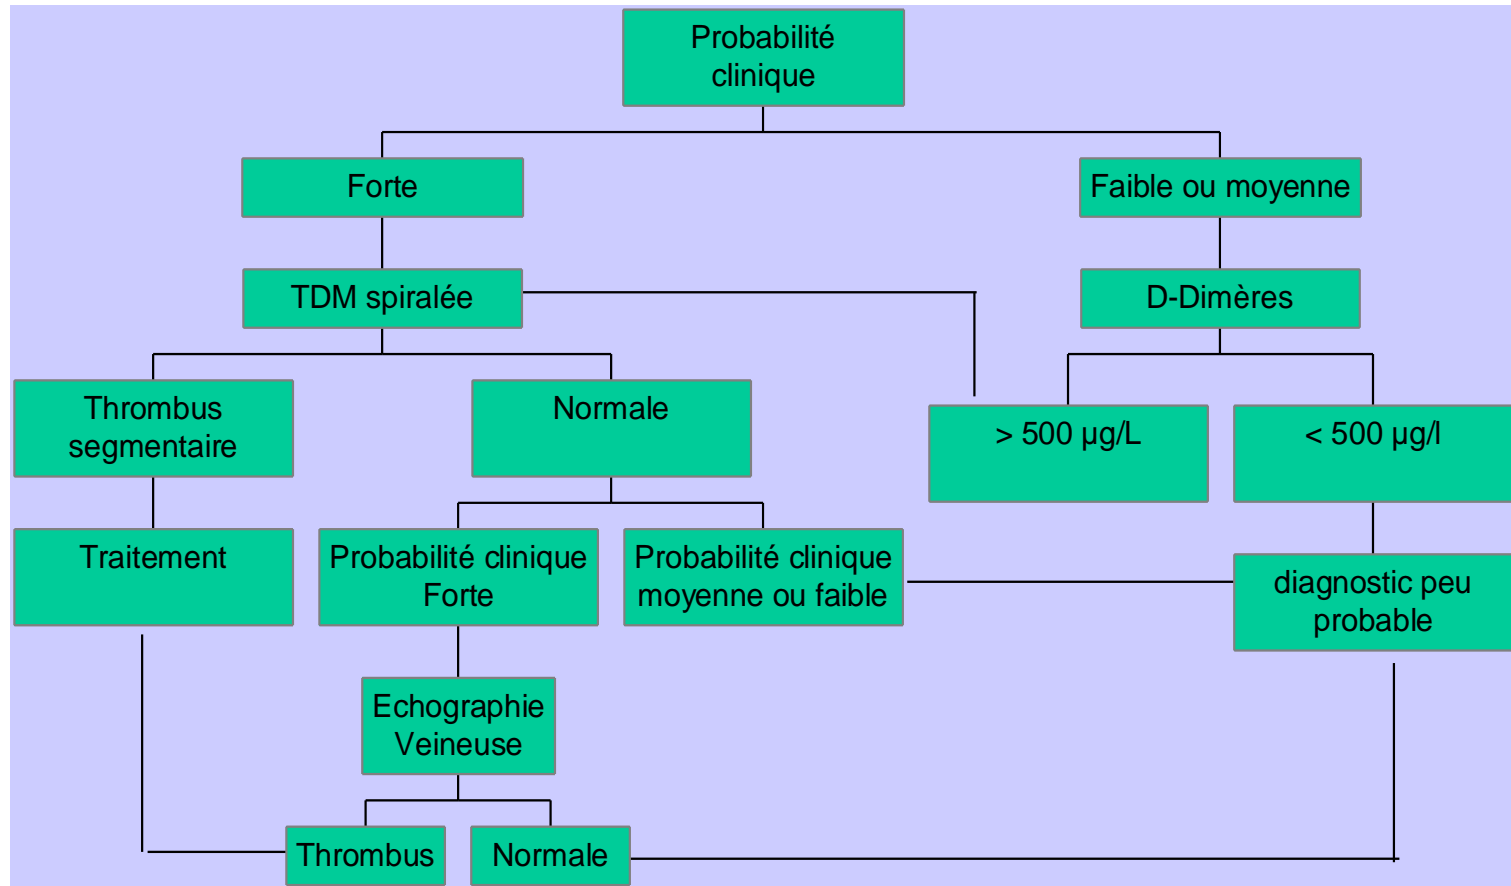 Probabilité
clinique
Forte
Faible ou moyenne
TDM spiralée
D-Dimères
Thrombus
segmentaire
Normale
> 500 µg/L
< 500 µg/l
Traitement
Probabilité clinique
Forte
Probabilité clinique
moyenne ou faible
diagnostic peu
probable
Echographie
Veineuse
Thrombus
Normale